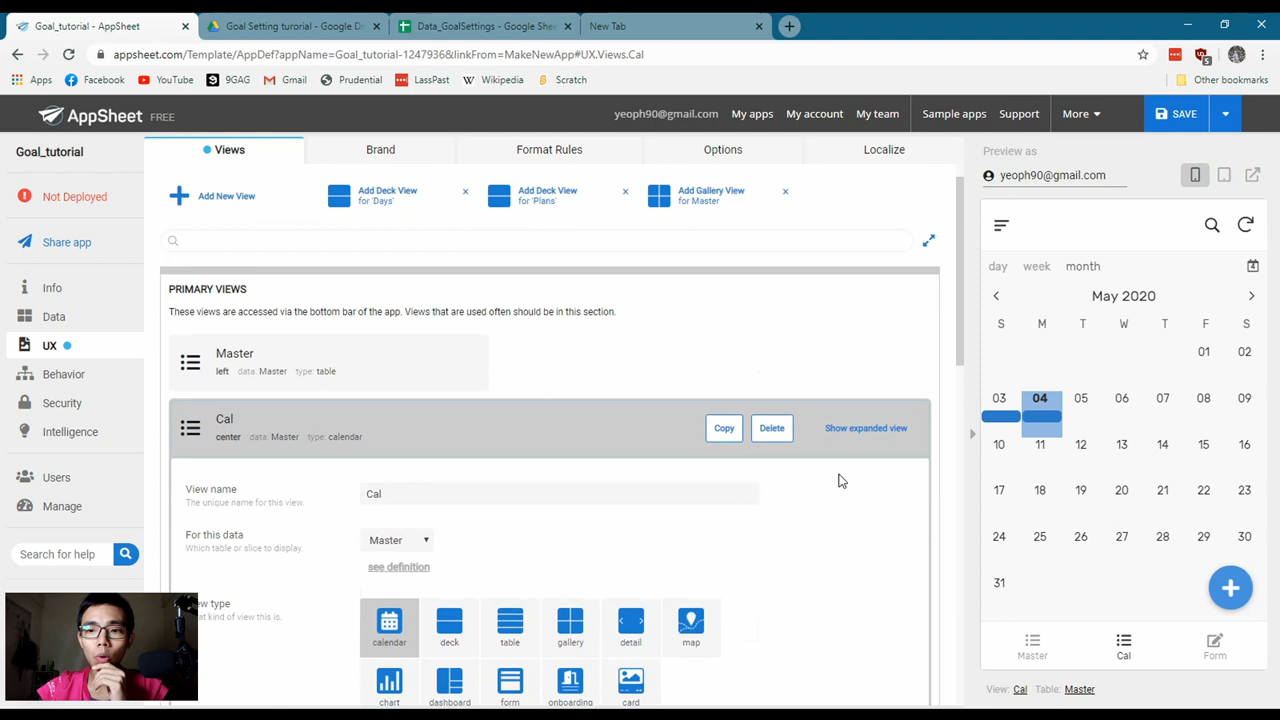 Goal_tutorial - AppSheet
Goal Setting turorial - Google Dr
Data_GoalSettings - Google Shee
New Tab
appsheet.com/Template/AppDef?appName=Goal_tutorial-1247936&linkFrom=MakeNewApp#UX.Views.Cal
Apps Facebook YouTube 9GAG Gmail Prudential LassPast Wikipedia Scratch Other bookmarks
AppSheet FREE
yeoph90@gmail.com My apps My account My team Sample apps Support More SAVE
Goal_tutorial
Views Brand Format Rules Options Localize
Preview as
yeoph90@gmail.com
Not Deployed
Share app
Info
Data
UX
Behavior
Security
Intelligence
Users
Manage
Search for help
Add New View
Add Deck View
for 'Days'
Add Deck View
for 'Plans'
Add Gallery View
for Master
PRIMARY VIEWS
These views are accessed via the bottom bar of the app. Views that are used often should be in this section.
Master
left data: Master type: table
Cal
center data: Master type: calendar
Copy Delete Show expanded view
View name
The unique name for this view.
Cal
For this data
Which table or slice to display.
Master
see definition
calendar deck table gallery detail map
chart dashboard form onboarding card
day week month
May 2020
S M T W T F S
01 02
03 04 05 06 07 08 09
10 11 12 13 14 15 16
17 18 19 20 21 22 23
24 25 26 27 28 29 30
31
Master Cal Form
View: Cal Table: Master